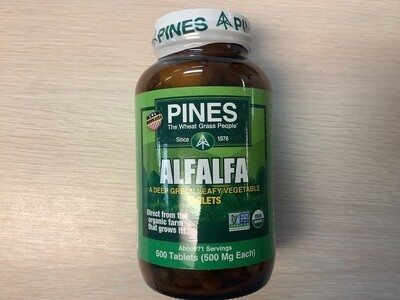 PINES
PINES
The Wheat Grass People
Since 1976
ALFALFA
A DEEP GREEN LEAFY VEGETABLE
TABLETS
Direct from the
organic farm
that grows it!
About 71 Servings
500 Tablets (500 Mg Each)